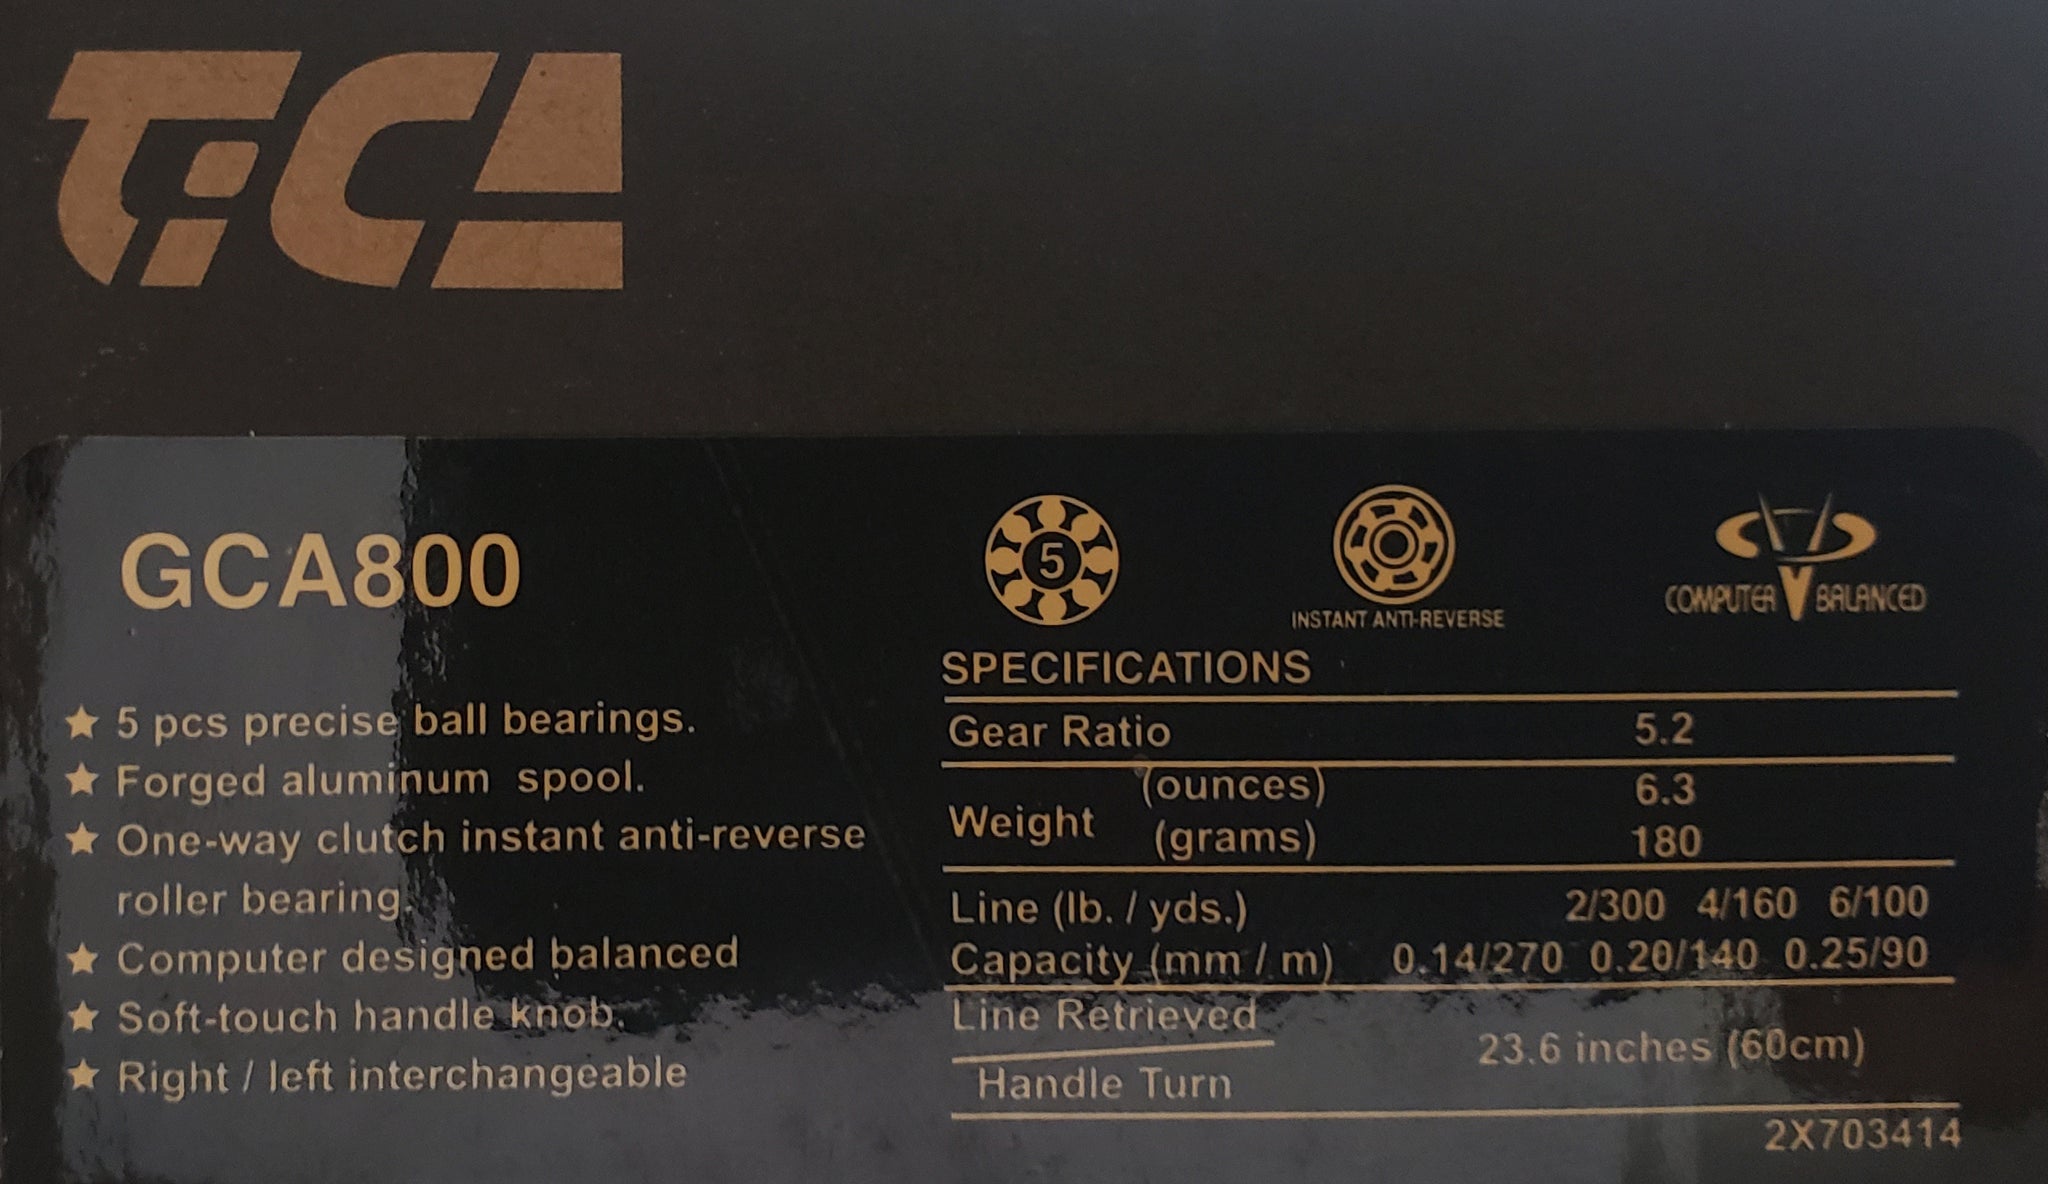 TiCA
GCA800
★ 5 pcs precise ball bearings.
★ Forged aluminum spool.
★ One-way clutch instant anti-reverse
roller bearing.
★ Computer designed balanced
★ Soft-touch handle knob.
★ Right / left interchangeable
5
INSTANT ANTI-REVERSE
COMPUTER BALANCED
SPECIFICATIONS
Gear Ratio 5.2
Weight (ounces) 6.3
(grams) 180
Line (lb. / yds.) 2/300 4/160 6/100
Capacity (mm / m) 0.14/270 0.20/140 0.25/90
Line Retrieved
23.6 inches (60cm)
Handle Turn
2X703414